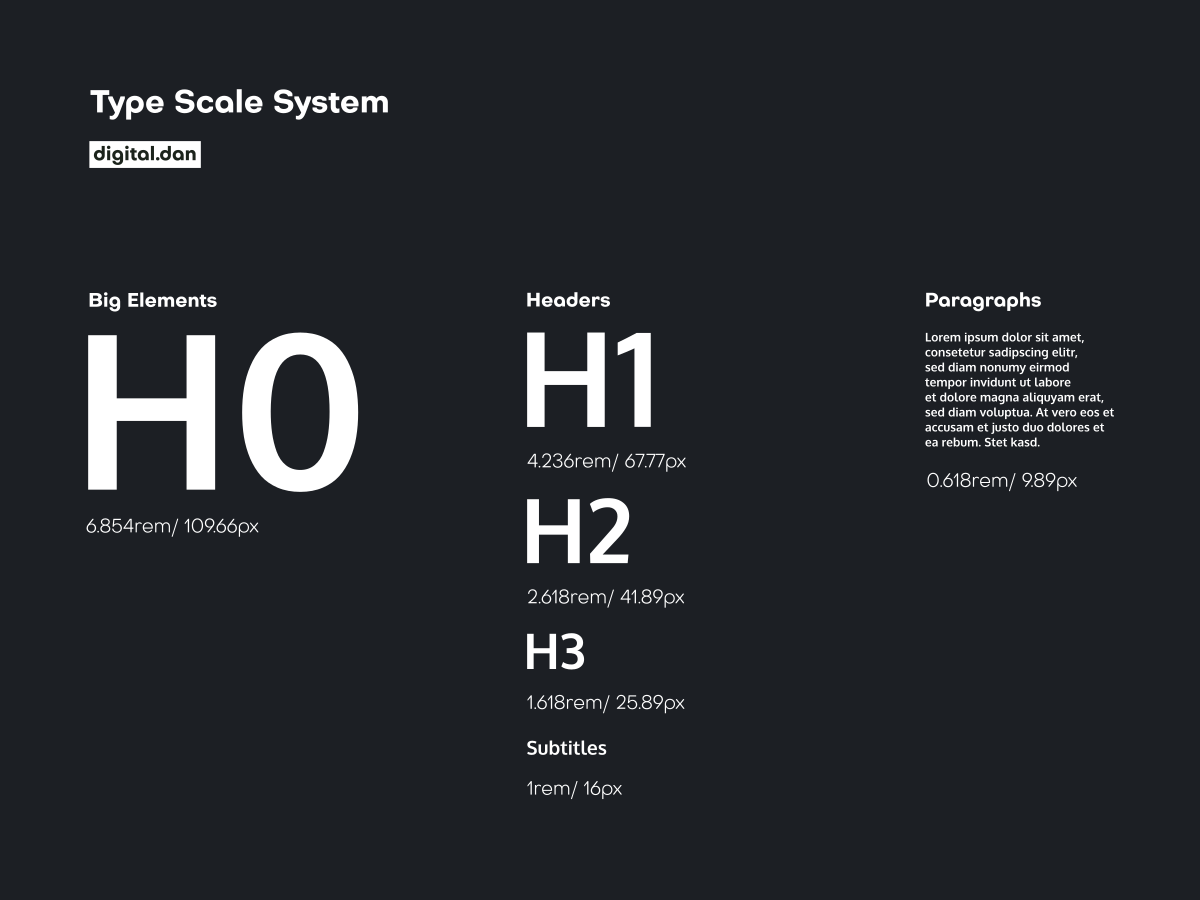 Type Scale System
digital.dan
Big Elements
H0
6.854rem/ 109.66px
Headers
H1
4.236rem/ 67.77px
H2
2.618rem/ 41.89px
H3
1.618rem/ 25.89px
Subtitles
1rem/ 16px
Paragraphs
Lorem ipsum dolor sit amet,
consetetur sadipscing elitr,
sed diam nonumy eirmod
tempor invidunt ut labore
et dolore magna aliquyam erat,
sed diam voluptua. At vero eos et
accusam et justo duo dolores et
ea rebum. Stet kasd.
0.618rem/ 9.89px